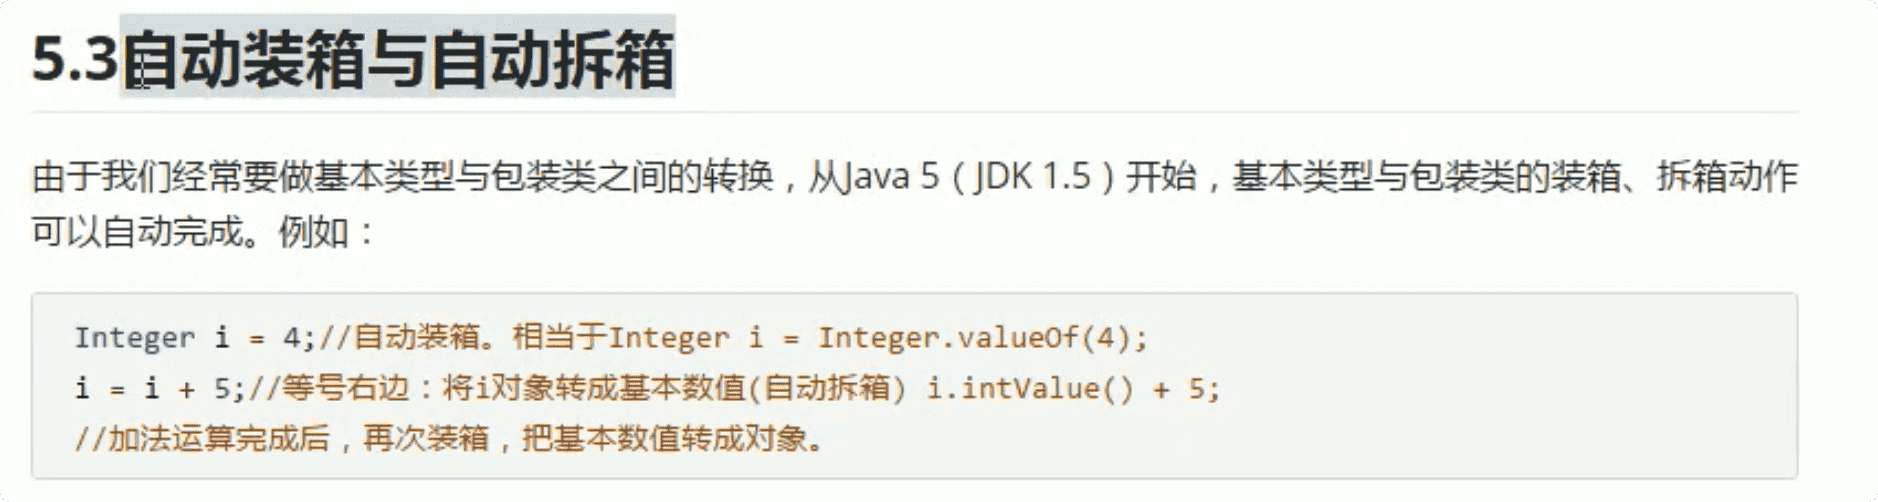 5.3自动装箱与自动拆箱
由于我们经常要做基本类型与包装类之间的转换，从Java 5（JDK 1.5）开始，基本类型与包装类的装箱、拆箱动作
可以自动完成。例如：
Integer i = 4;//自动装箱。相当于Integer i = Integer.valueOf(4);
i = i + 5;//等号右边：将i对象转成基本数值(自动拆箱) i.intValue() + 5;
//加法运算完成后，再次装箱，把基本数值转成对象。